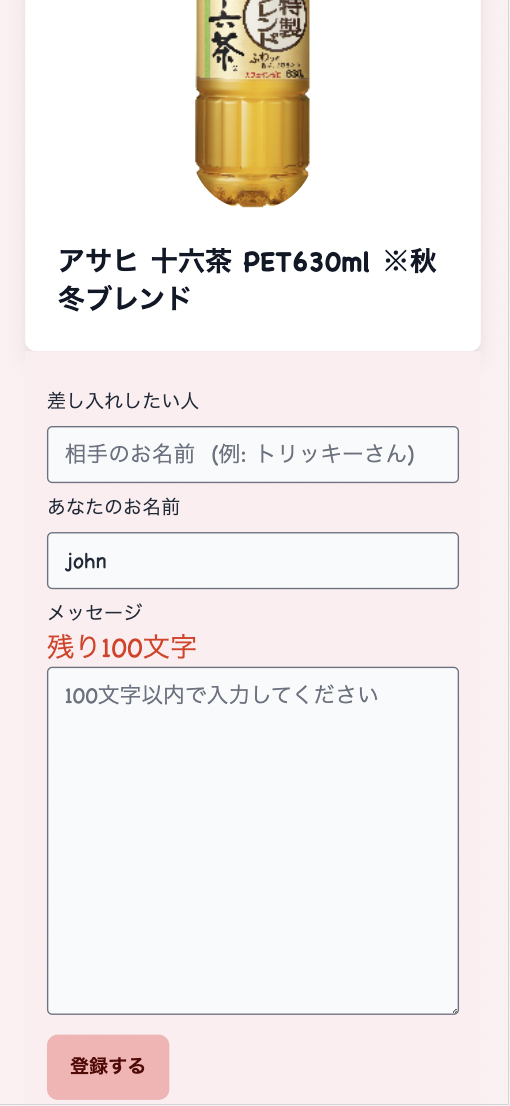 十六茶
特製
ブレンド
ふわっ
カフェインゼロ
630
アサヒ 十六茶 PET630ml ※秋
冬ブレンド
差し入れしたい人
相手のお名前 (例: トリッキーさん)
あなたのお名前
john
メッセージ
残り100文字
100文字以内で入力してください
登録する